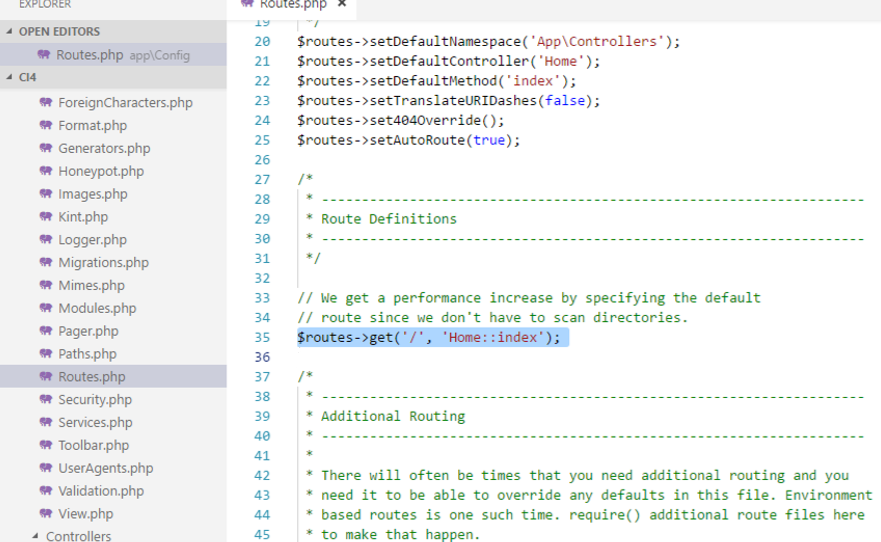 EXPLORER
OPEN EDITORS
Routes.php app\Config
CI4
ForeignCharacters.php
Format.php
Generators.php
Honeypot.php
Images.php
Kint.php
Logger.php
Migrations.php
Mimes.php
Modules.php
Pager.php
Paths.php
Routes.php
Security.php
Services.php
Toolbar.php
UserAgents.php
Validation.php
View.php
Controllers
Routes.php ×
19 */
20 $routes->setDefaultNamespace('App\Controllers');
21 $routes->setDefaultController('Home');
22 $routes->setDefaultMethod('index');
23 $routes->setTranslateURIDashes(false);
24 $routes->set404Override();
25 $routes->setAutoRoute(true);
26
27 /*
28 * --------------------------------------------------------------------
29 * Route Definitions
30 * --------------------------------------------------------------------
31 */
32
33 // We get a performance increase by specifying the default
34 // route since we don't have to scan directories.
35 $routes->get('/', 'Home::index');
36
37 /*
38 * --------------------------------------------------------------------
39 * Additional Routing
40 * --------------------------------------------------------------------
41 *
42 * There will often be times that you need additional routing and you
43 * need it to be able to override any defaults in this file. Environment
44 * based routes is one such time. require() additional route files here
45 * to make that happen.